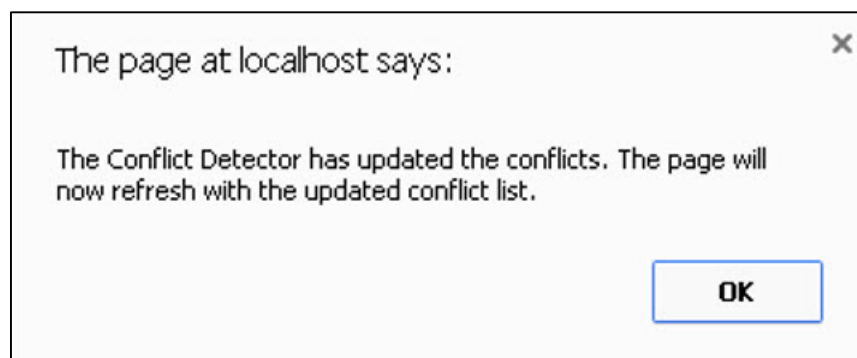 The page at localhost says:
The Conflict Detector has updated the conflicts. The page will
now refresh with the updated conflict list.
OK